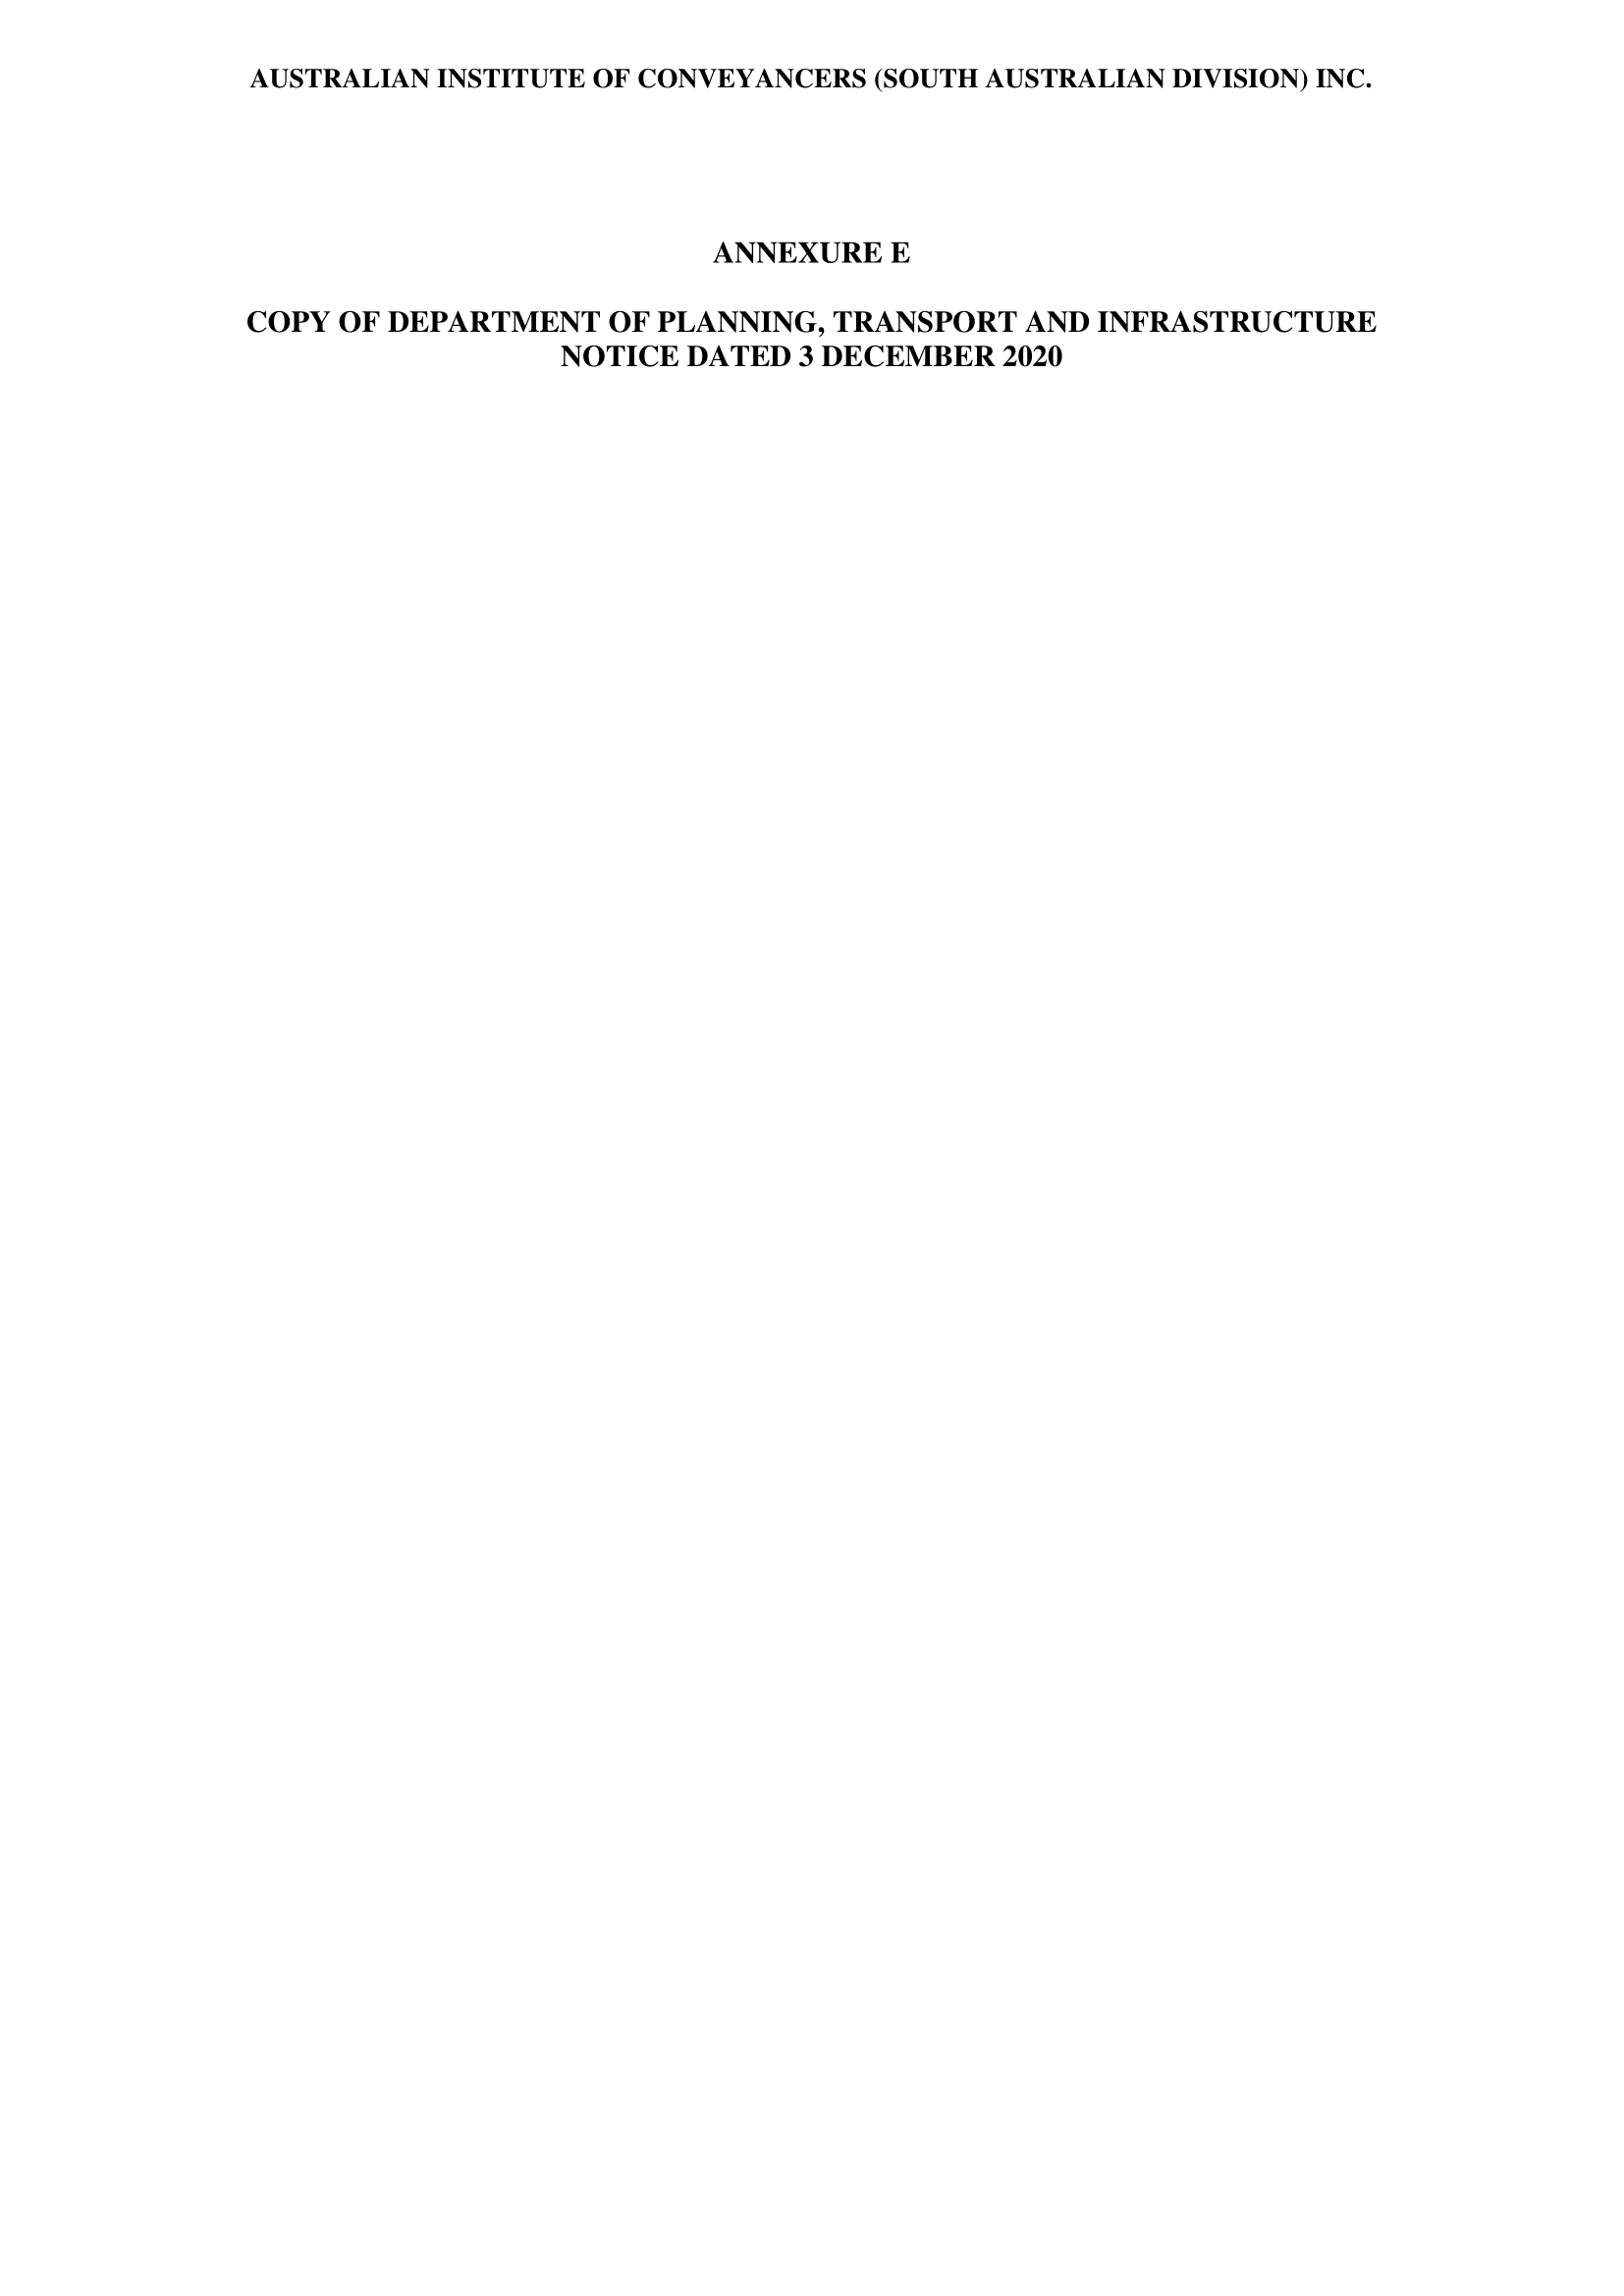 AUSTRALIAN INSTITUTE OF CONVEYANCERS (SOUTH AUSTRALIAN DIVISION) INC.
ANNEXURE E
COPY OF DEPARTMENT OF PLANNING, TRANSPORT AND INFRASTRUCTURE
NOTICE DATED 3 DECEMBER 2020